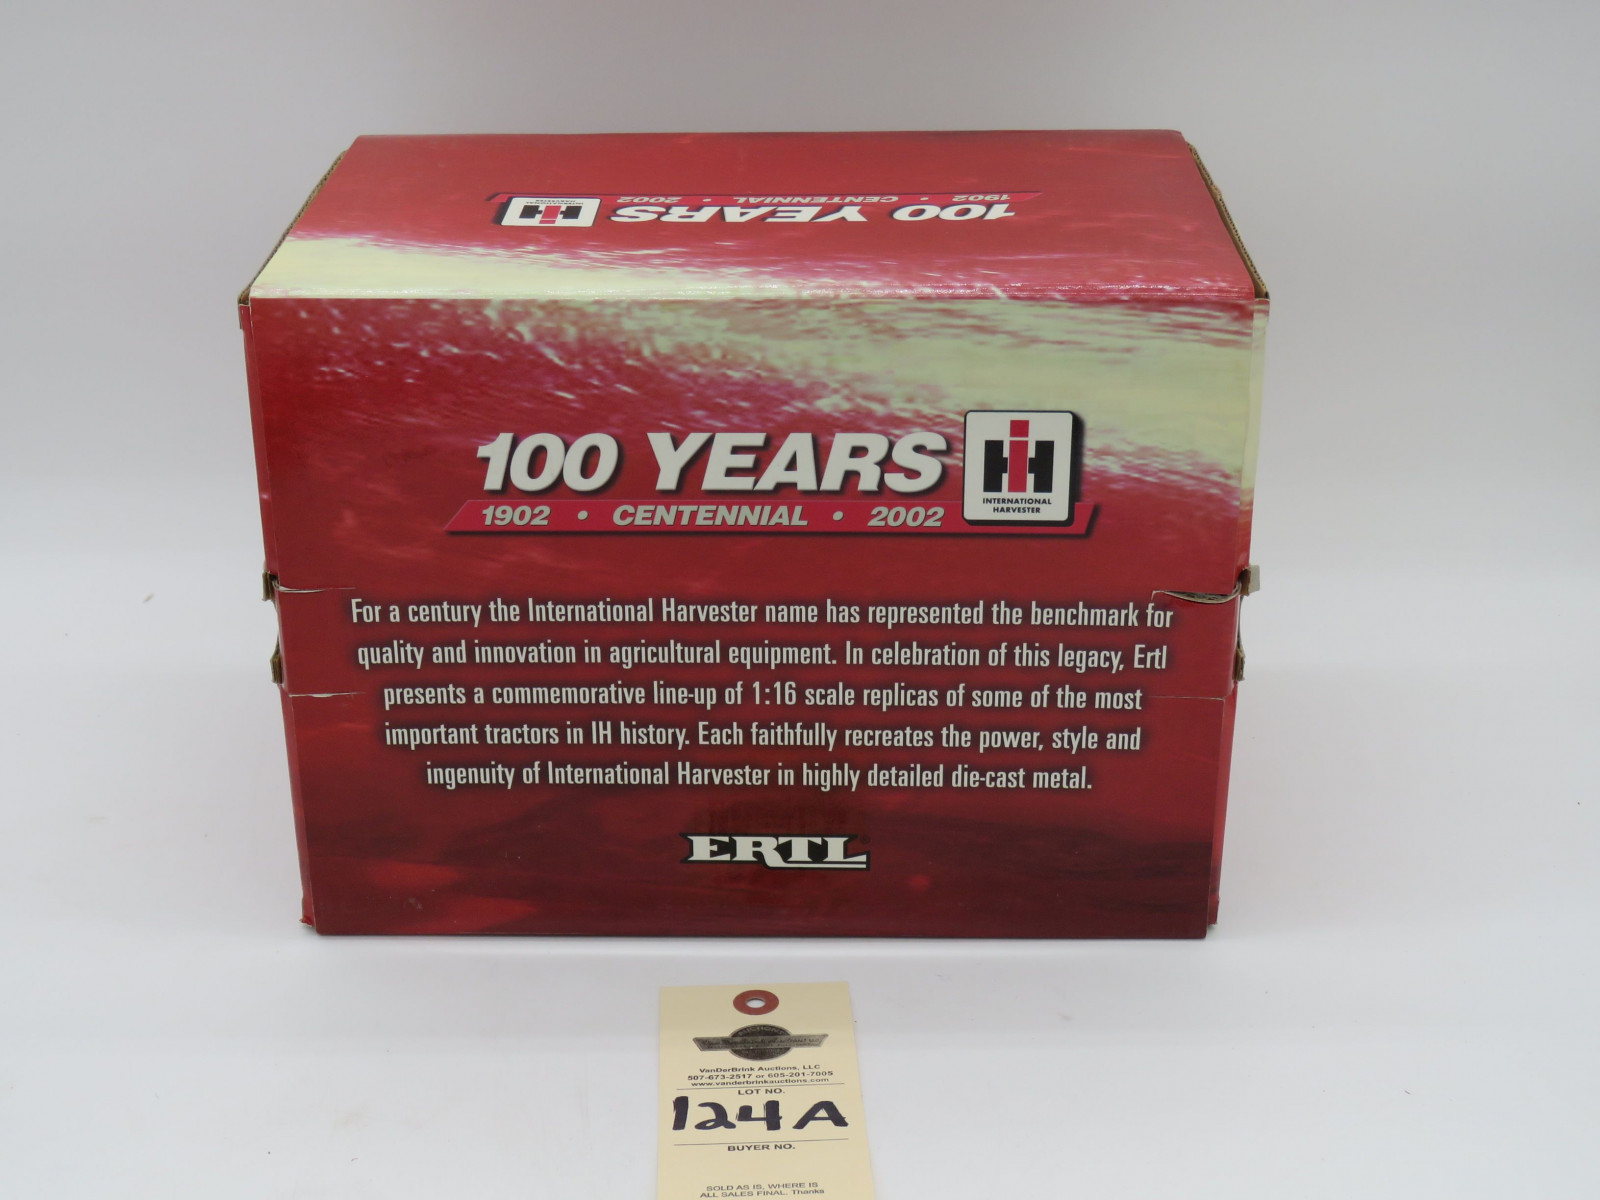 1902 • CENTENNIAL • 2002
100 YEARS
IH
INTERNATIONAL
HARVESTER
100 YEARS
1902 • CENTENNIAL • 2002
IH
INTERNATIONAL
HARVESTER
For a century the International Harvester name has represented the benchmark for
quality and innovation in agricultural equipment. In celebration of this legacy, Ertl
presents a commemorative line-up of 1:16 scale replicas of some of the most
important tractors in IH history. Each faithfully recreates the power, style and
ingenuity of International Harvester in highly detailed die-cast metal.
ERTL
VanDerBrink Auctions, LLC
507-673-2517 or 605-201-7005
www.vanderbrinkauctions.com
LOT NO.
124A
BUYER NO.
SOLD AS IS, WHERE IS
ALL SALES FINAL. Thanks